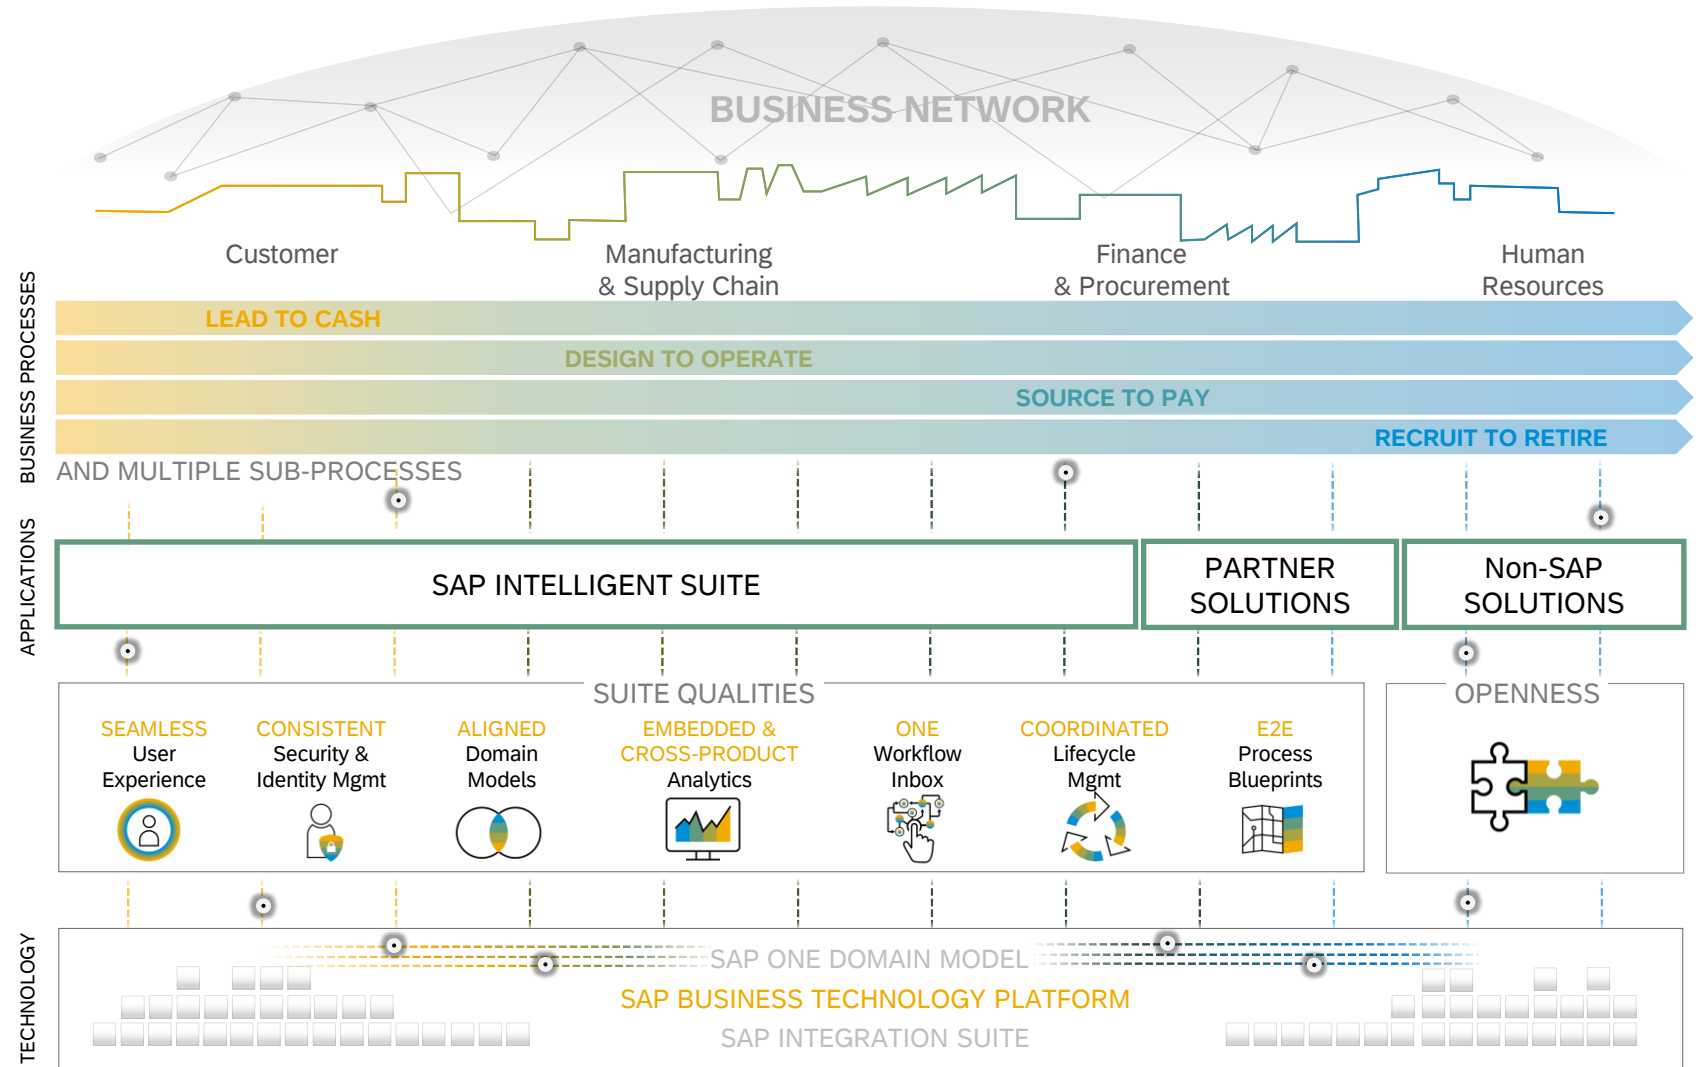 BUSINESS NETWORK
Customer
Manufacturing
& Supply Chain
Finance
& Procurement
Human
Resources
BUSINESS PROCESSES
LEAD TO CASH
DESIGN TO OPERATE
SOURCE TO PAY
RECRUIT TO RETIRE
AND MULTIPLE SUB-PROCESSES
APPLICATIONS
SAP INTELLIGENT SUITE
PARTNER
SOLUTIONS
Non-SAP
SOLUTIONS
SUITE QUALITIES
SEAMLESS
User
Experience
CONSISTENT
Security &
Identity Mgmt
ALIGNED
Domain
Models
EMBEDDED &
CROSS-PRODUCT
Analytics
ONE
Workflow
Inbox
COORDINATED
Lifecycle
Mgmt
E2E
Process
Blueprints
OPENNESS
TECHNOLOGY
SAP ONE DOMAIN MODEL
SAP BUSINESS TECHNOLOGY PLATFORM
SAP INTEGRATION SUITE